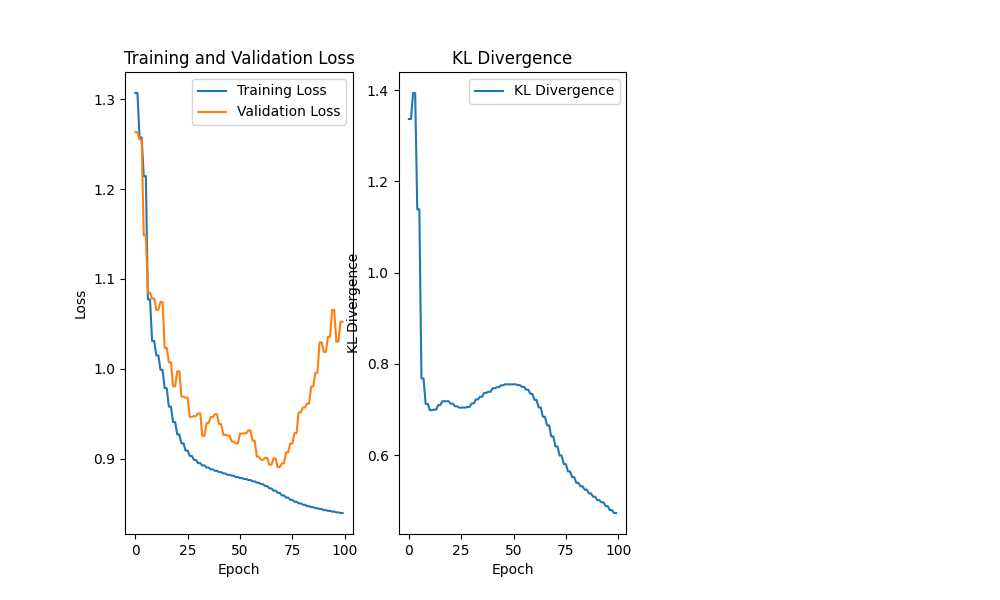 Training and Validation Loss
Training Loss
Validation Loss
1.3
1.2
1.1
1.0
0.9
Loss
0 25 50 75 100
Epoch
KL Divergence
KL Divergence
1.4
1.2
1.0
0.8
0.6
KL Divergence
0 25 50 75 100
Epoch